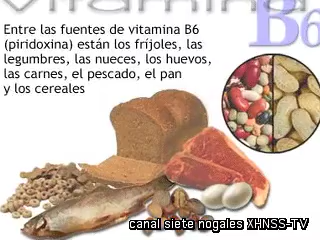 vitamina
B6
Entre las fuentes de vitamina B6
(piridoxina) están los fríjoles, las
legumbres, las nueces, los huevos,
las carnes, el pescado, el pan
y los cereales
canal siete nogales XHNSS-TV